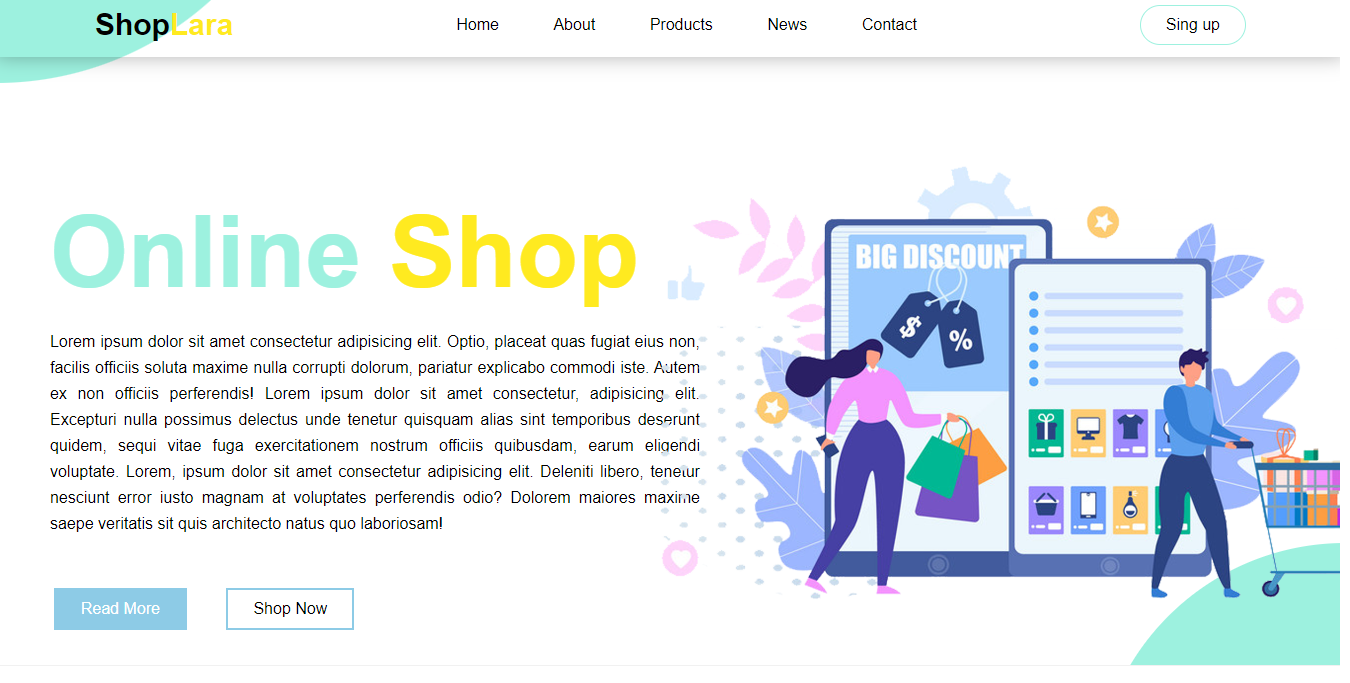 ShopLara
Home
About
Products
News
Contact
Sing up
Online Shop
BIG DISCOUNT
$
%
Lorem ipsum dolor sit amet consectetur adipisicing elit. Optio, placeat quas fugiat eius non,
facilis officiis soluta maxime nulla corrupti dolorum, pariatur explicabo commodi iste. Autem
ex non officiis perferendis! Lorem ipsum dolor sit amet consectetur, adipisicing elit.
Excepturi nulla possimus delectus unde tenetur quisquam alias sint temporibus deserunt
quidem, sequi vitae fuga exercitationem nostrum officiis quibusdam, earum eligendi
voluptate. Lorem, ipsum dolor sit amet consectetur adipisicing elit. Deleniti libero, teneur
nesciunt error iusto magnam at voluptates perferendis odio? Dolorem maiores maxime
saepe veritatis sit quis architecto natus quo laboriosam!
Read More
Shop Now